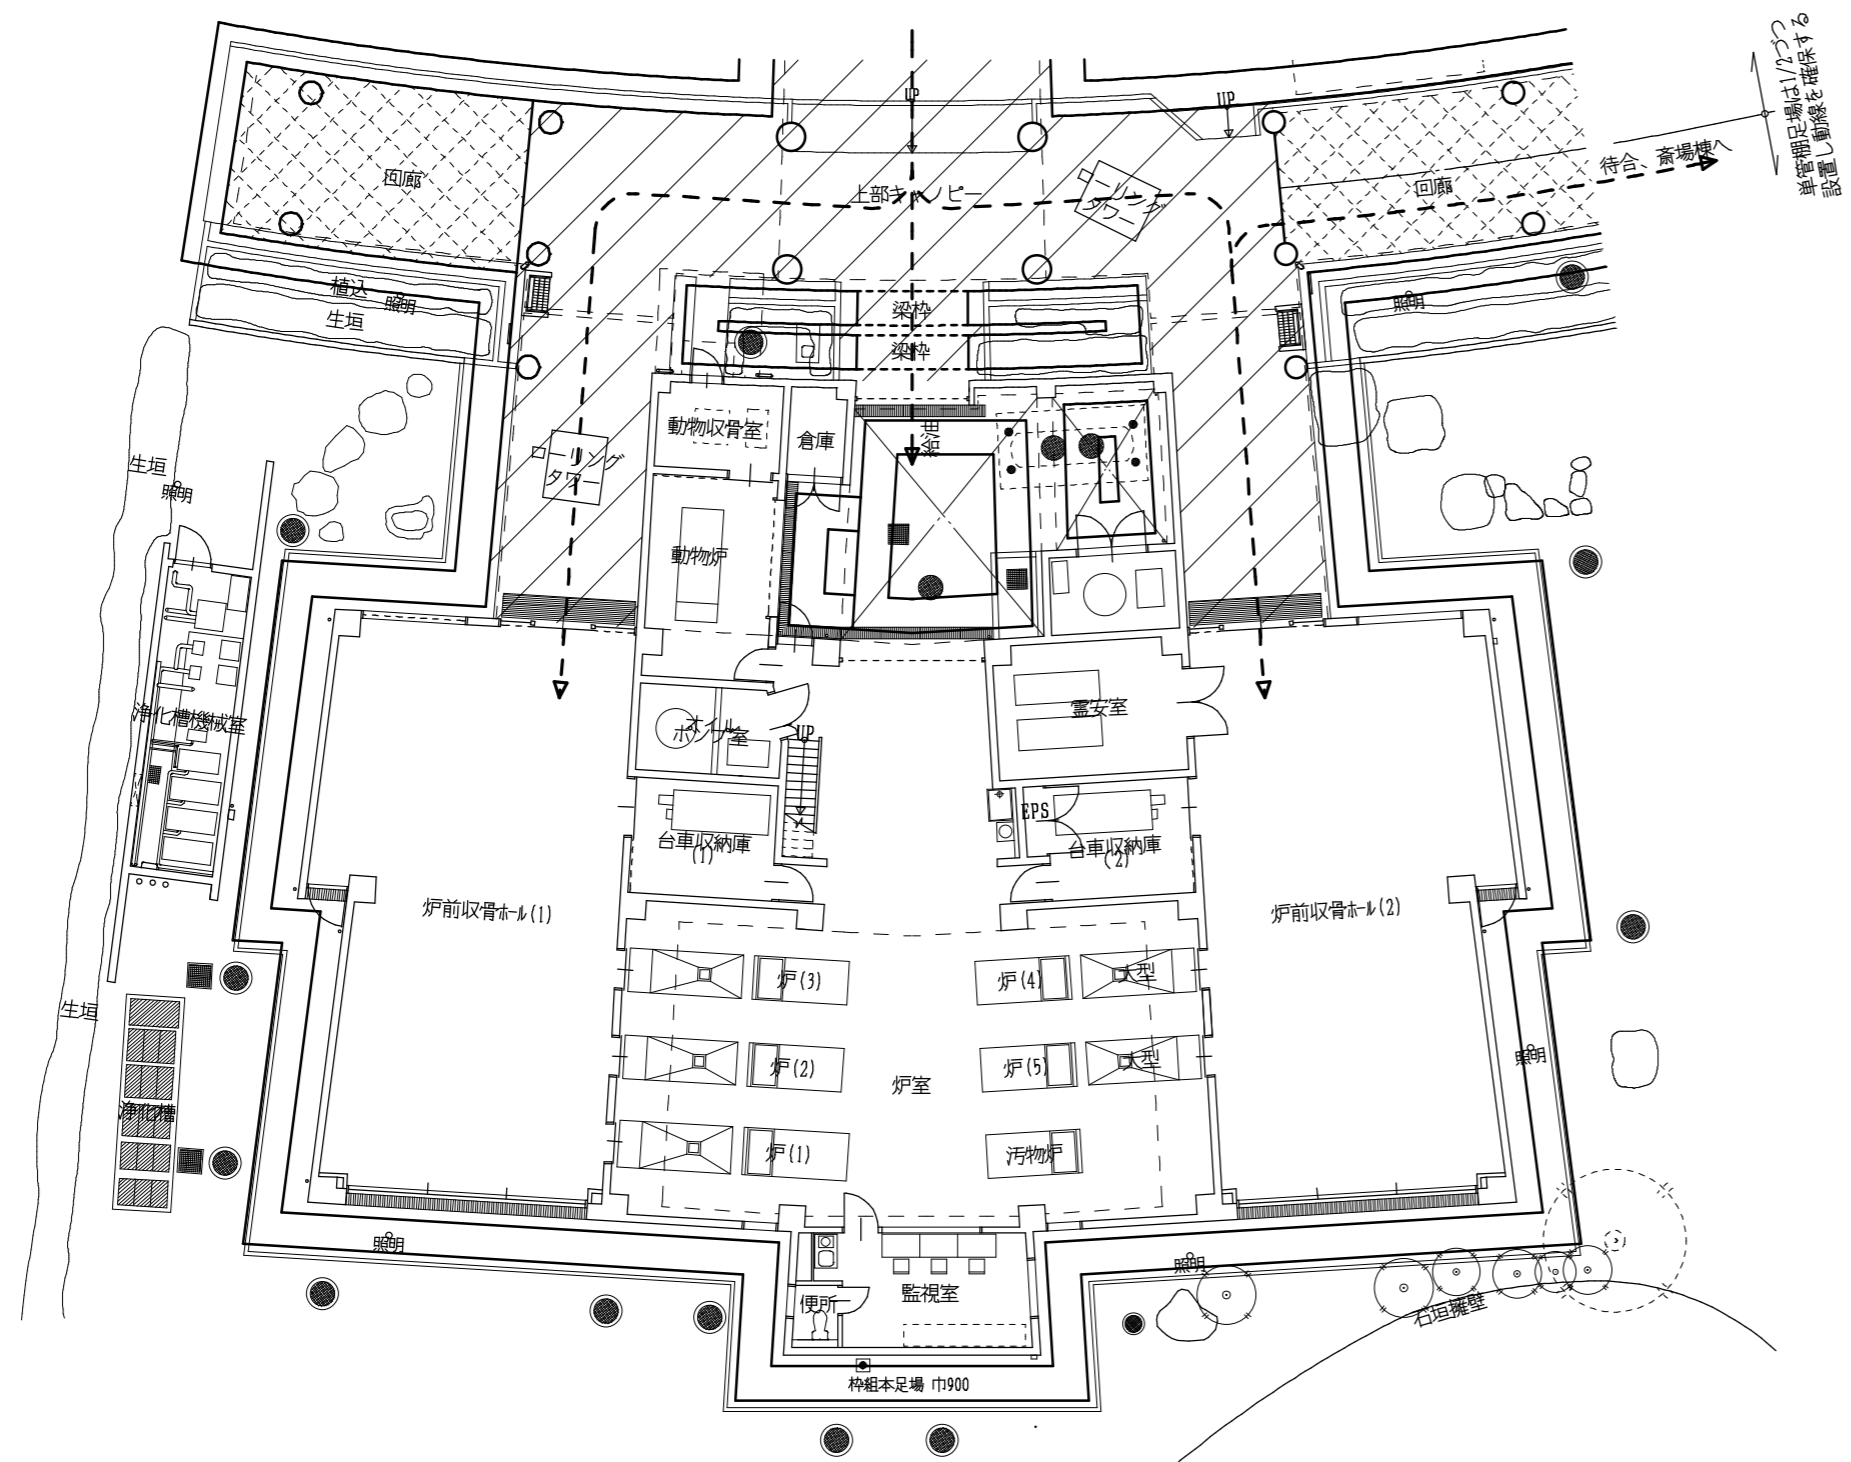 単管棚足場は1/2づつ
設置し動線を確保する
UP
UP
回廊
上部キャノピー
ローリング
タワー
回廊
待合、斎場棟へ
植込
照明
生垣
梁枠
梁枠
照明
動物収骨室
倉庫
給油
生垣
照明
ローリング
タワー
動物炉
浄化槽機械室
オイル
ポンプ室
UP
霊安室
EPS
台車収納庫
(1)
台車収納庫
(2)
炉前収骨ホール(1)
炉前収骨ホール(2)
炉(3)
炉(4)
大型
生垣
炉(2)
炉室
炉(5)
大型
照明
浄化槽
炉(1)
汚物炉
照明
照明
便所
監視室
石垣擁壁
枠組本足場 巾900